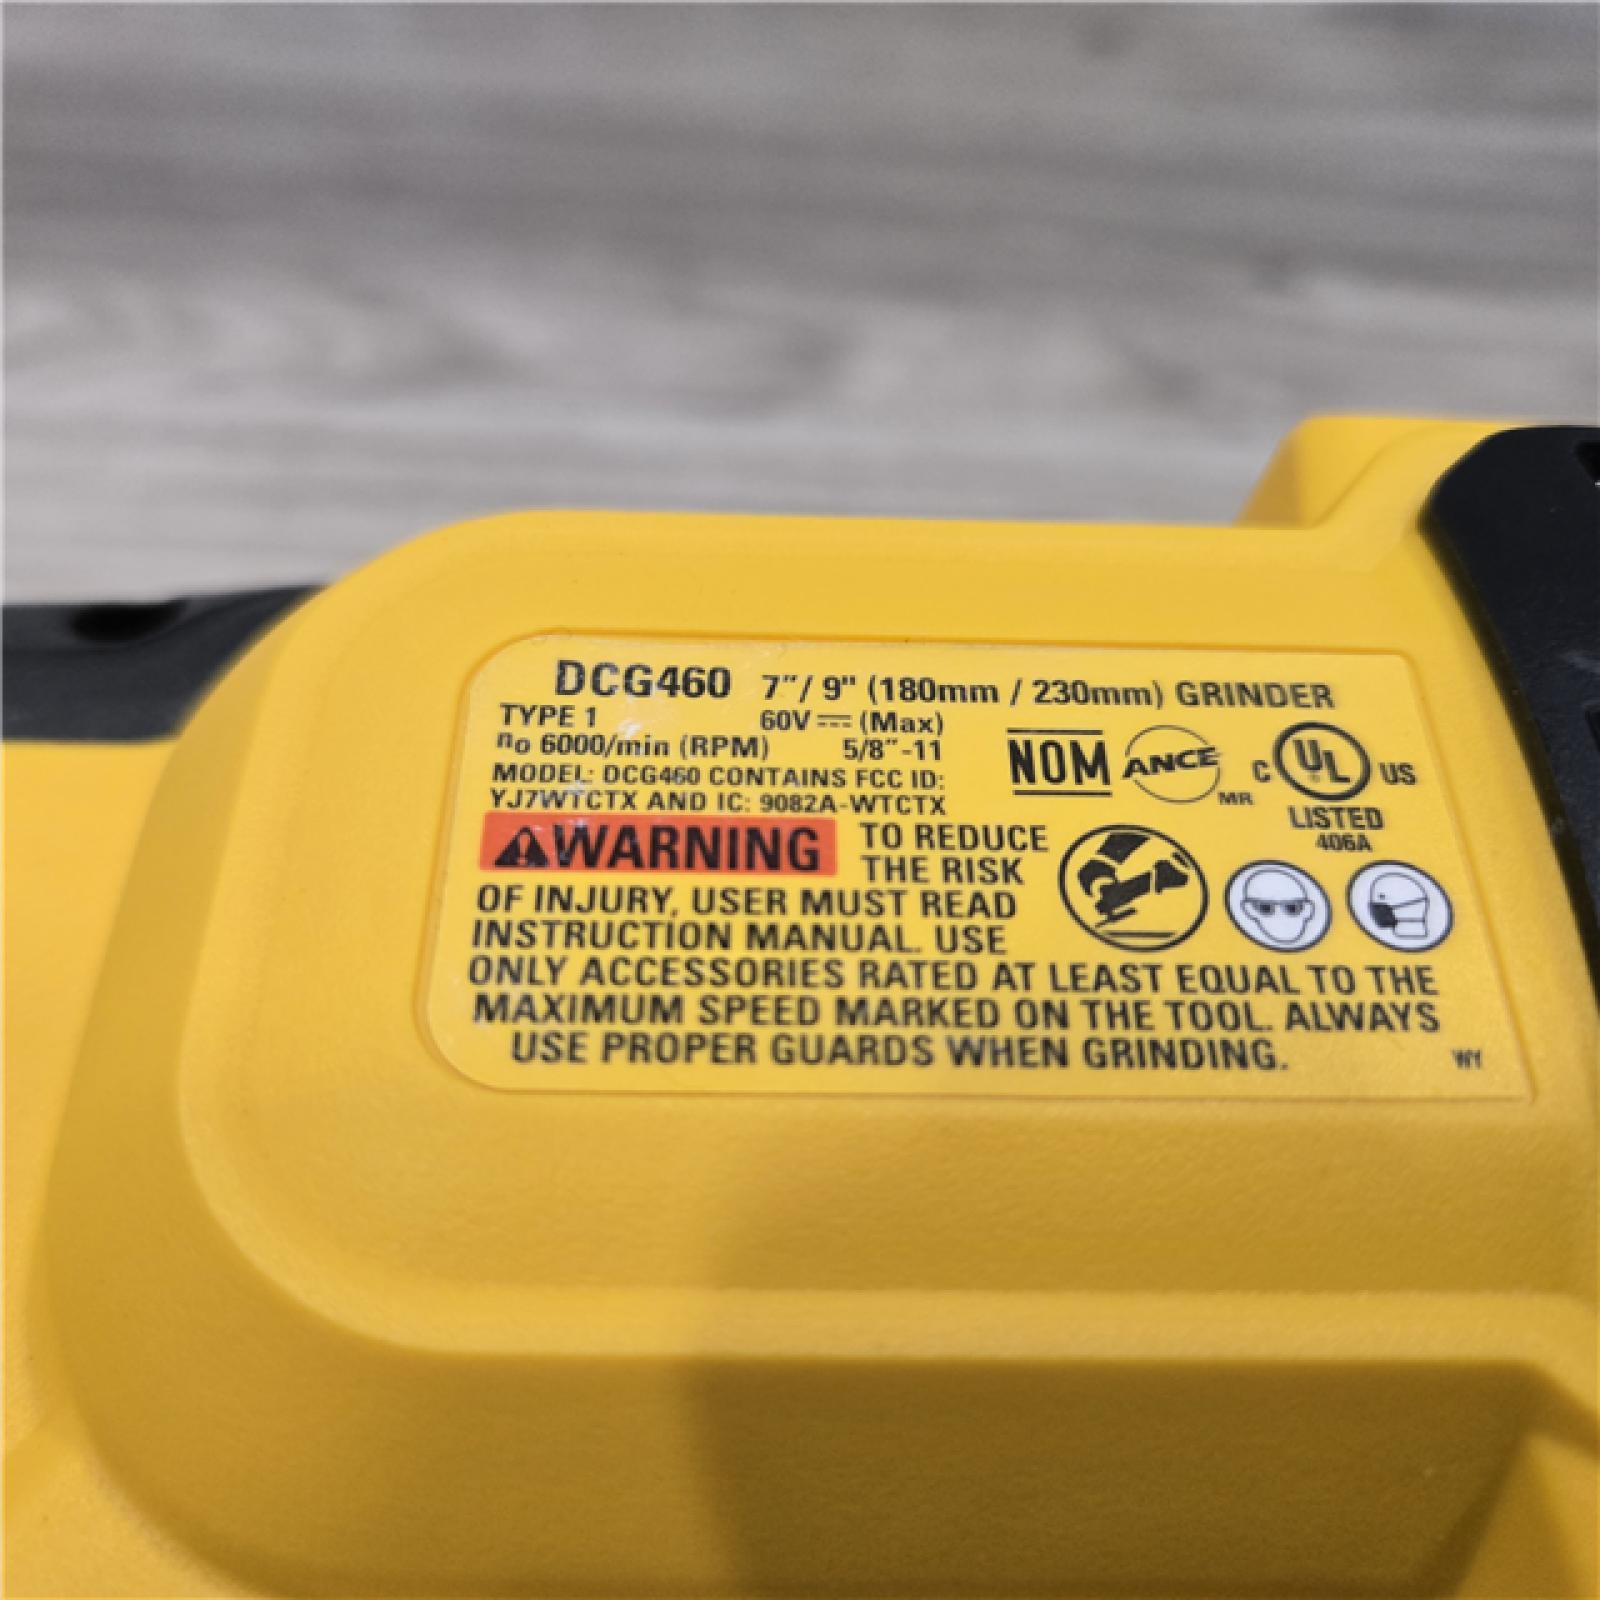 DCG460 7"/ 9" (180mm / 230mm) GRINDER
TYPE 1 60V ⎓ (Max)
no 6000/min (RPM) 5/8"-11
MODEL: DCG460 CONTAINS FCC ID:
YJ7WTCTX AND IC: 9082A-WTCTX
NOM ANCE MR C UL US
LISTED
406A
WARNING TO REDUCE
THE RISK
OF INJURY, USER MUST READ
INSTRUCTION MANUAL. USE
ONLY ACCESSORIES RATED AT LEAST EQUAL TO THE
MAXIMUM SPEED MARKED ON THE TOOL. ALWAYS
USE PROPER GUARDS WHEN GRINDING.
WY